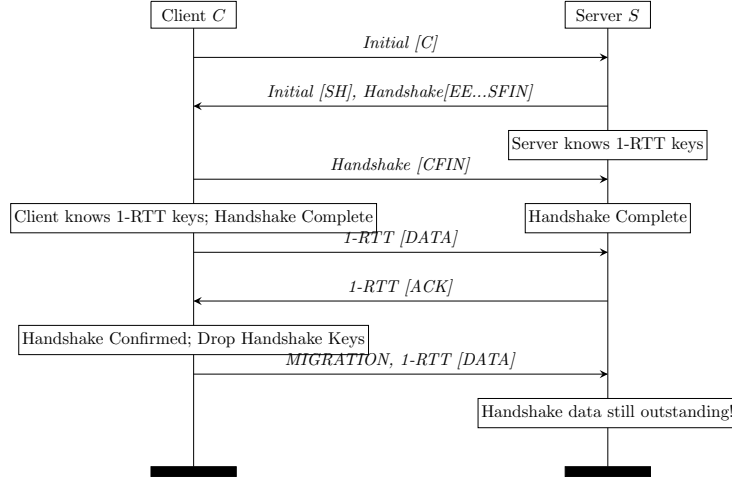 Client C
Server S
Initial [C]
Initial [SH], Handshake[EE...SFIN]
Server knows 1-RTT keys
Handshake [CFIN]
Client knows 1-RTT keys; Handshake Complete
Handshake Complete
1-RTT [DATA]
1-RTT [ACK]
Handshake Confirmed; Drop Handshake Keys
MIGRATION, 1-RTT [DATA]
Handshake data still outstanding!